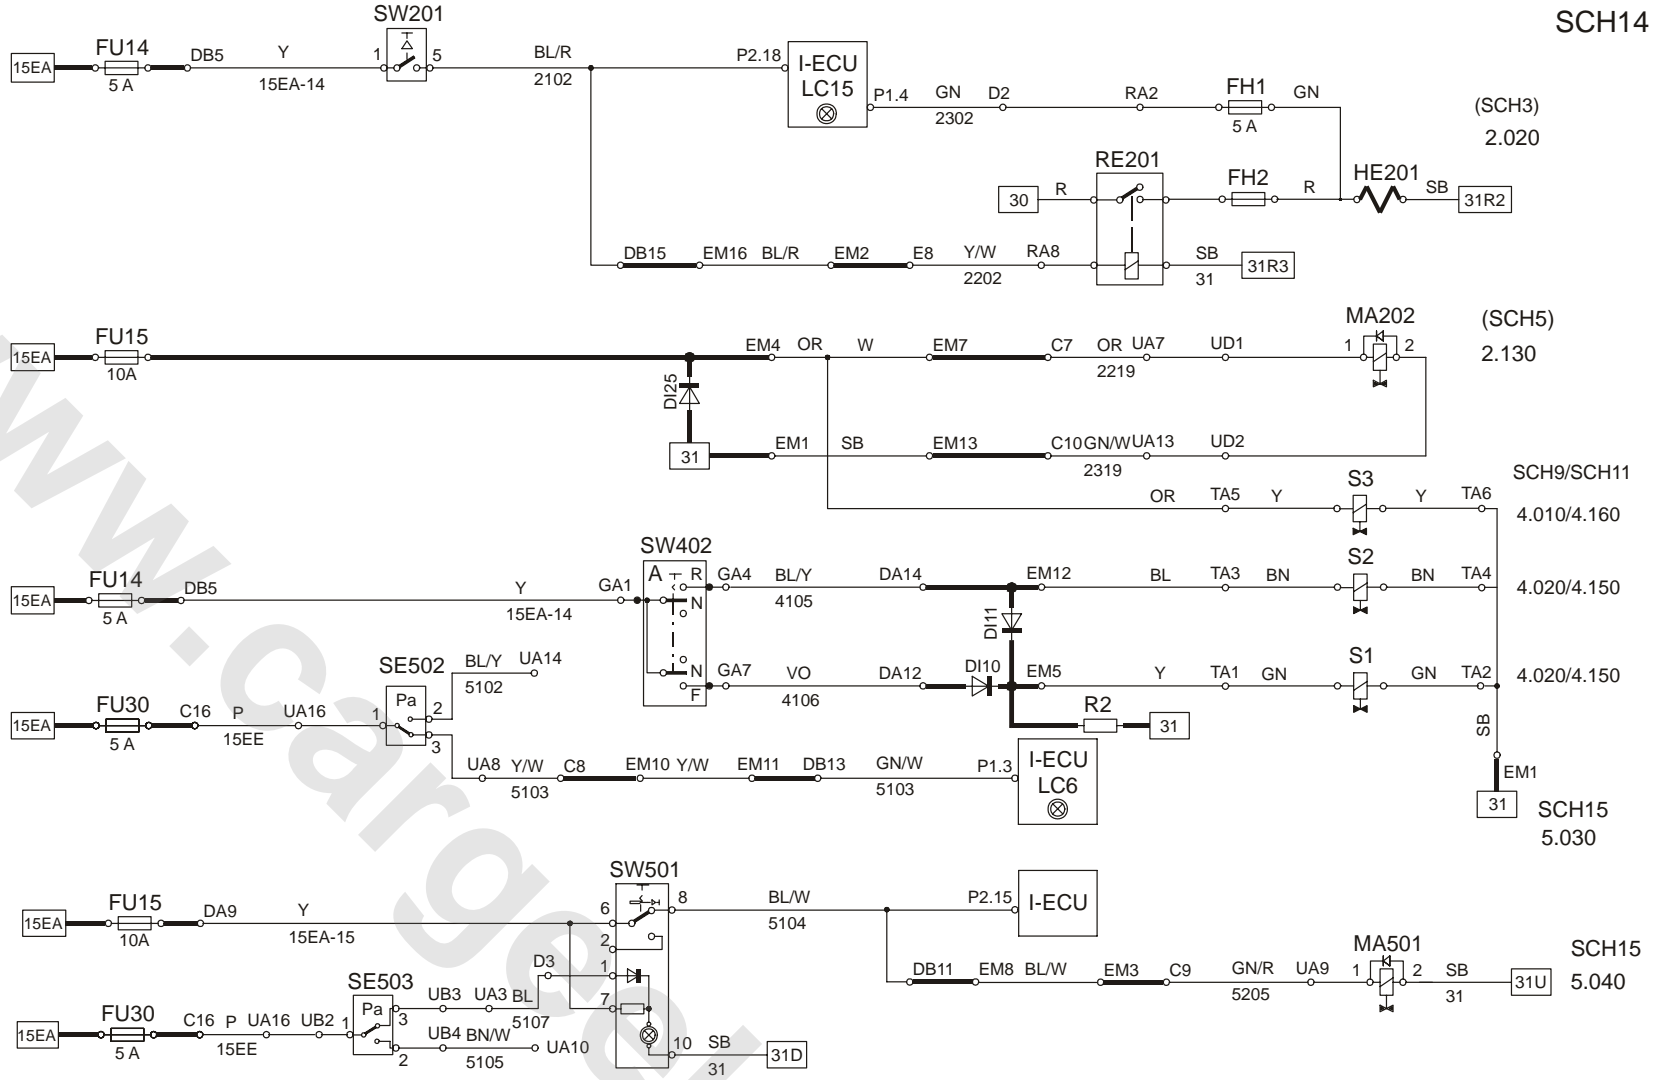 SCH14
SW201
FU14
15EA
5 A
DB5
Y
15EA-14
1
5
BL/R
2102
P2.18
I-ECU
LC15
P1.4
GN
2302
D2
RA2
FH1
5 A
GN
(SCH3)
2.020
RE201
30
R
FH2
R
HE201
SB
31R2
DB15
EM16
BL/R
EM2
E8
Y/W
2202
RA8
SB
31
31R3
FU15
15EA
10A
DI25
31
EM4
OR
W
EM7
C7
OR
2219
UA7
UD1
MA202
1
2
(SCH5)
2.130
EM1
SB
EM13
C10
GN/W
2319
UA13
UD2
OR
TA5
Y
S3
Y
TA6
SCH9/SCH11
4.010/4.160
FU14
15EA
5 A
DB5
Y
15EA-14
GA1
SW402
A
R
N
N
F
GA4
BL/Y
4105
DA14
EM12
BL
TA3
BN
S2
BN
TA4
4.020/4.150
DI11
GA7
VO
4106
DA12
DI10
EM5
Y
TA1
GN
S1
GN
TA2
4.020/4.150
R2
31
SB
EM1
31
SCH15
5.030
SE502
Pa
BL/Y
5102
UA14
FU30
15EA
5 A
C16
P
15EE
UA16
1
2
3
UA8
Y/W
5103
C8
EM10
Y/W
EM11
DB13
GN/W
5103
P1.3
I-ECU
LC6
SW501
FU15
15EA
10A
DA9
Y
15EA-15
6
2
1
7
8
10
BL/W
5104
P2.15
I-ECU
DB11
EM8
BL/W
EM3
C9
GN/R
5205
UA9
MA501
1
2
SB
31
31U
SCH15
5.040
D3
SE503
Pa
FU30
15EA
5 A
C16
P
15EE
UA16
UB2
1
3
2
UB3
UA3
BL
5107
UB4
BN/W
5105
UA10
SB
31
31D